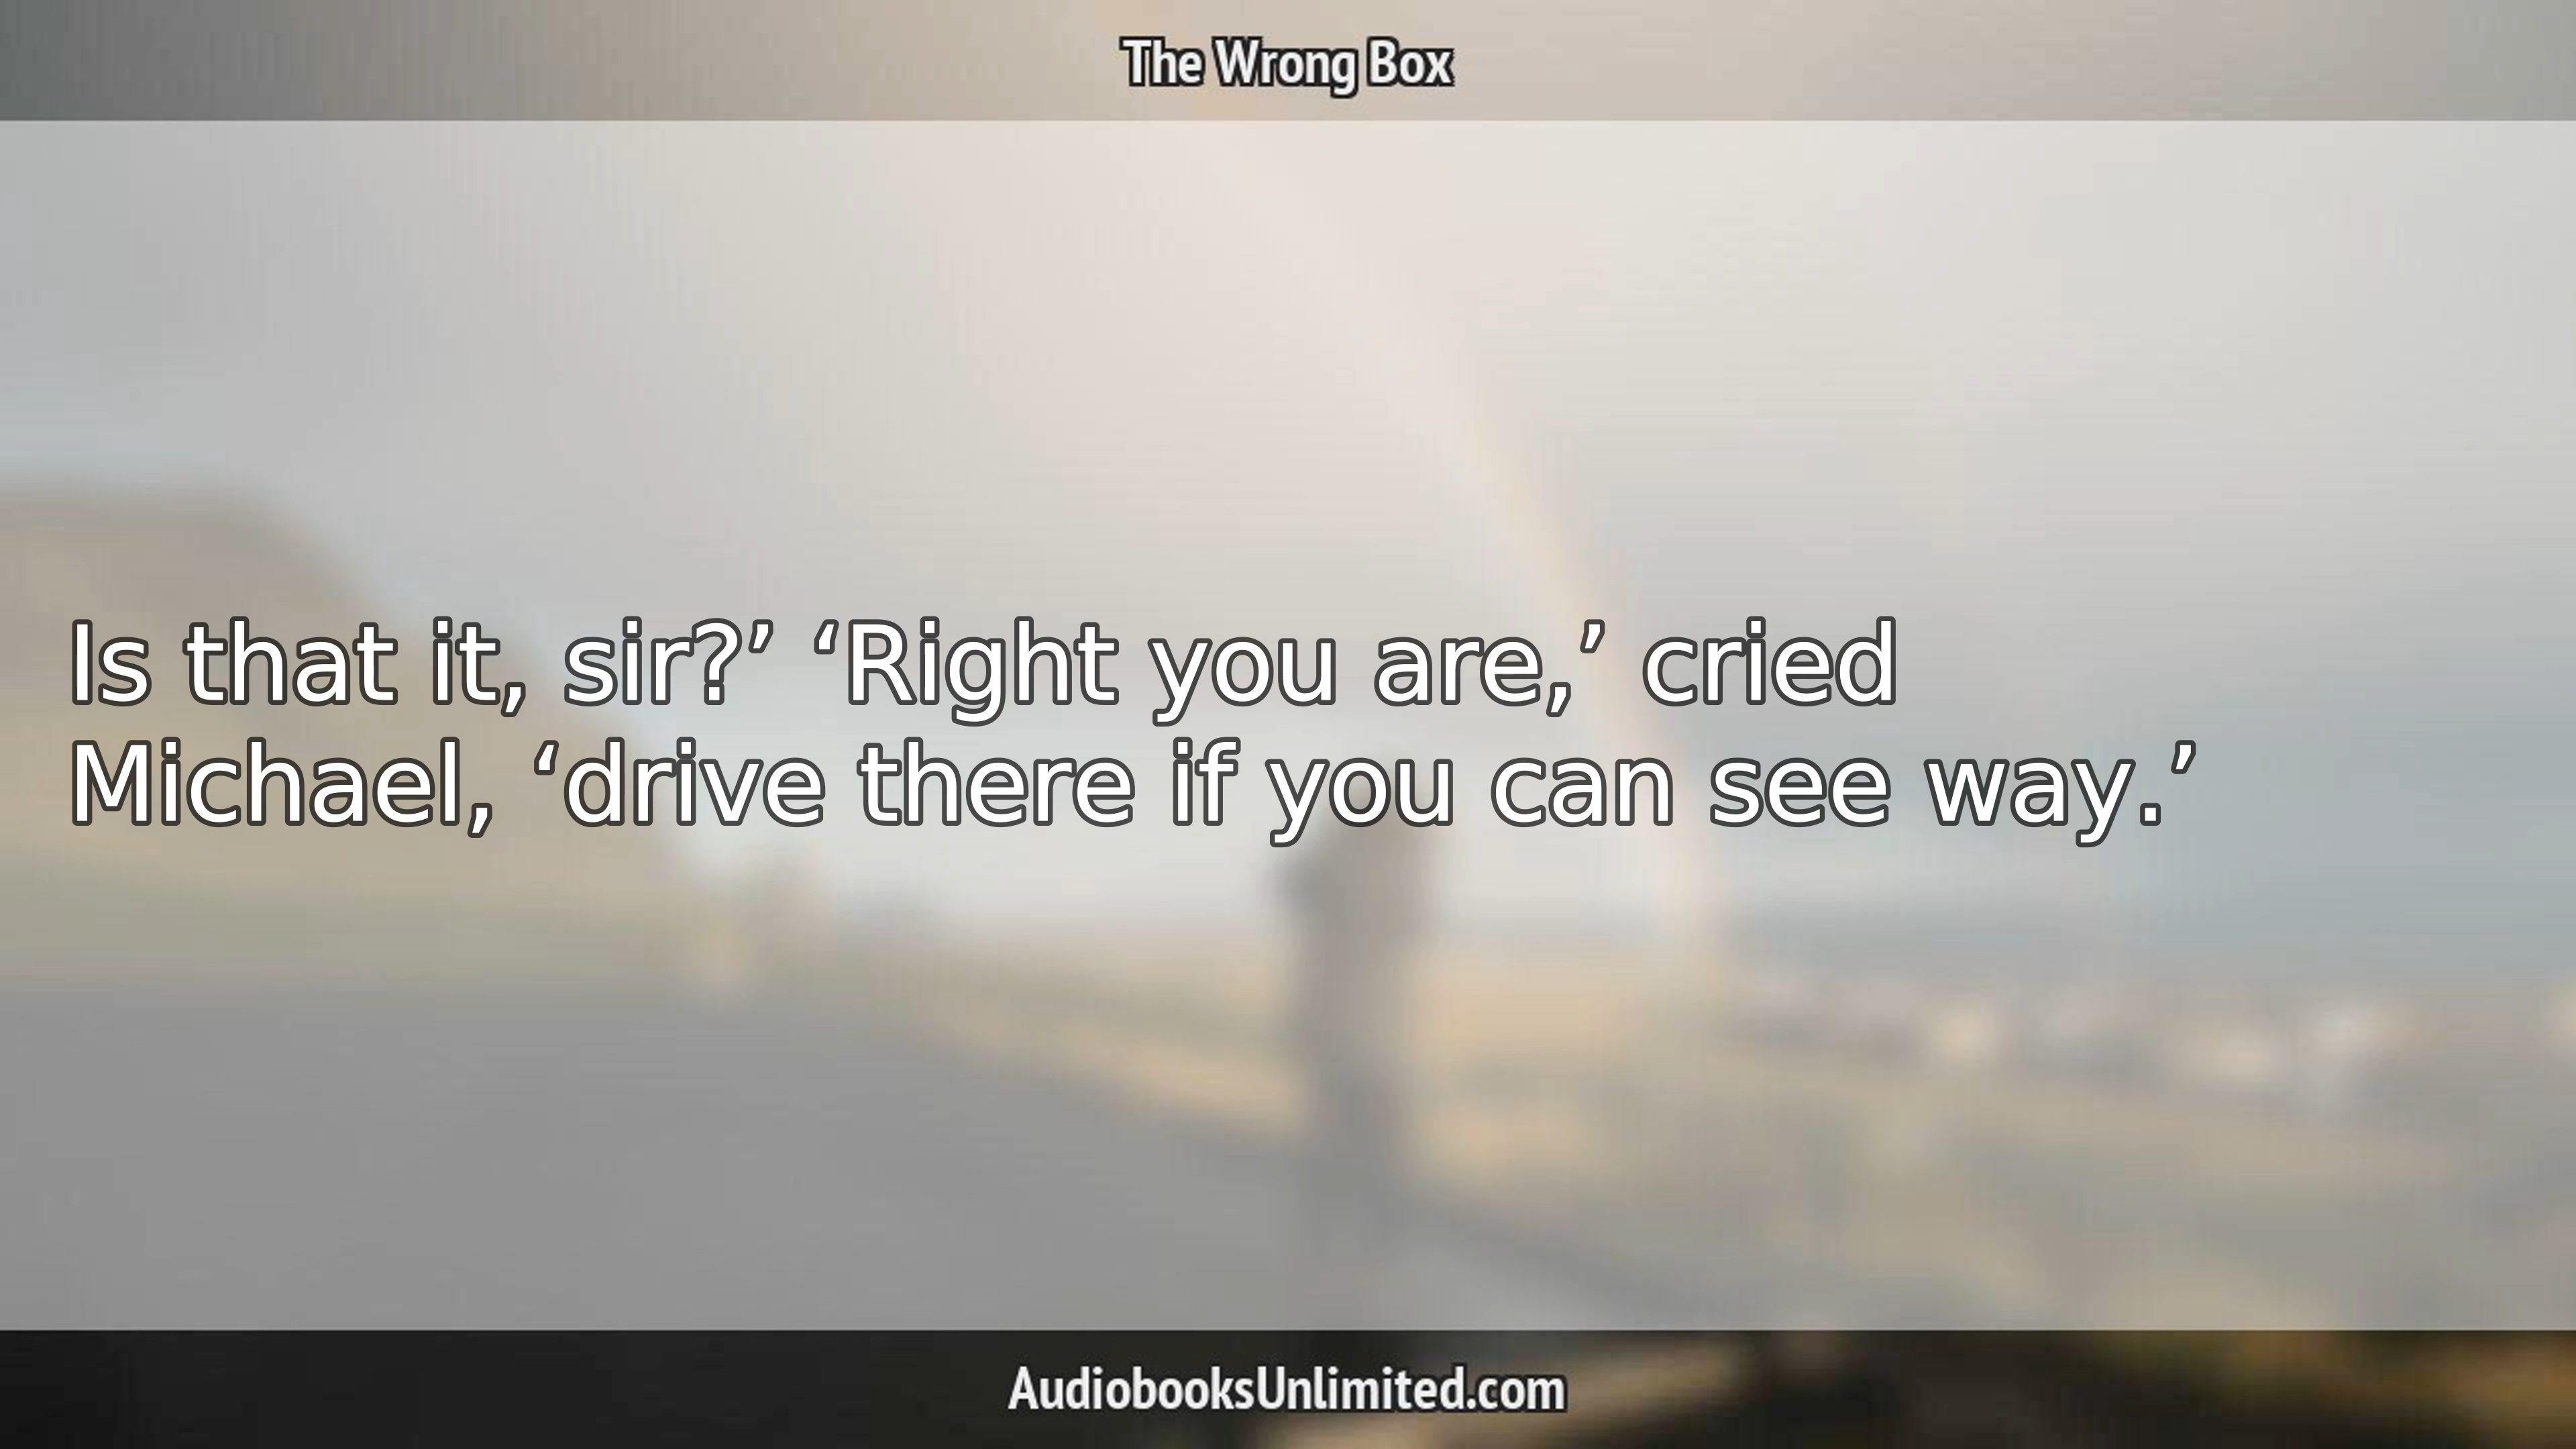 The Wrong Box
Is that it, sir?’ ‘Right you are,’ cried
Michael, ‘drive there if you can see way.’
AudiobooksUnlimited.com